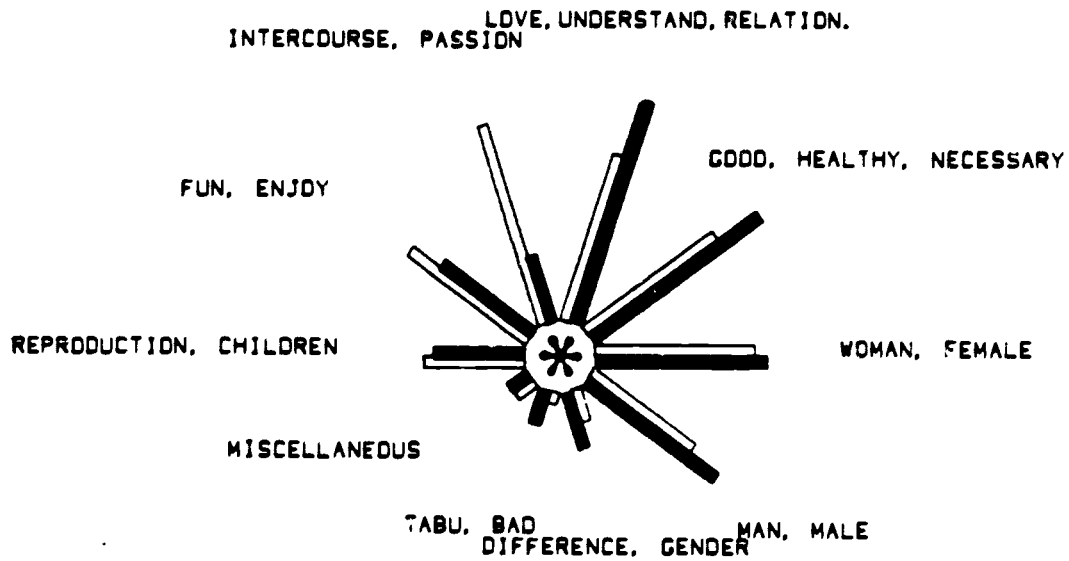 LOVE, UNDERSTAND, RELATION.
INTERCOURSE, PASSION
GOOD, HEALTHY, NECESSARY
FUN, ENJOY
REPRODUCTION, CHILDREN
WOMAN, FEMALE
MISCELLANEOUS
TABU, BAD
MAN, MALE
DIFFERENCE, GENDER